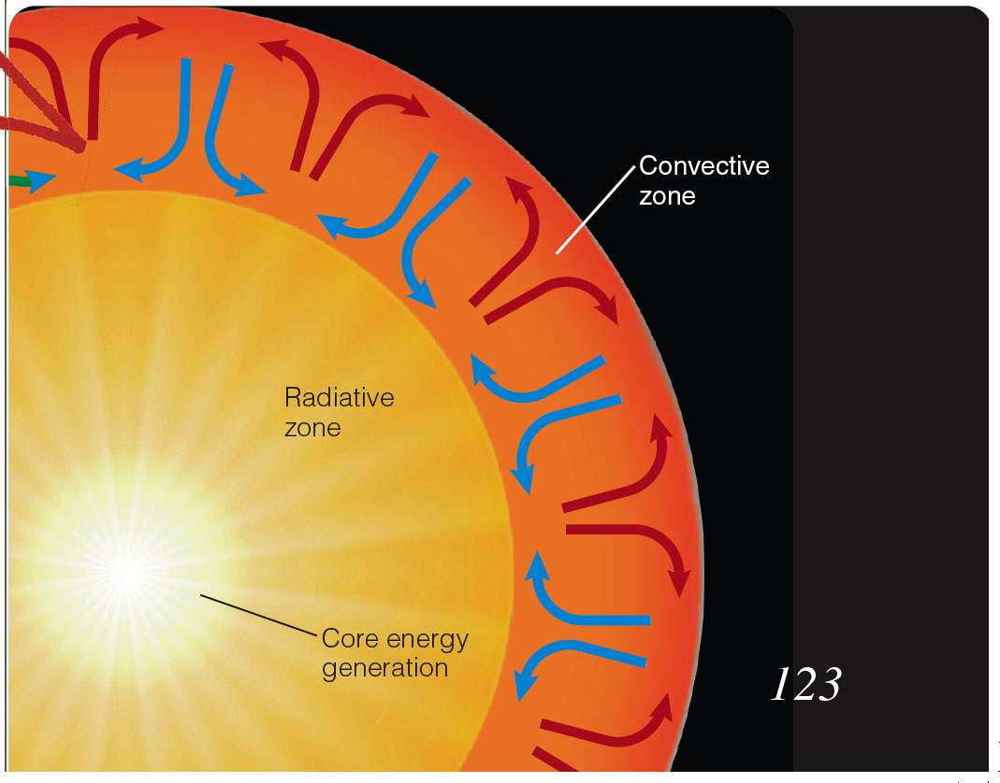 Convective
zone
Radiative
zone
Core energy
generation
123